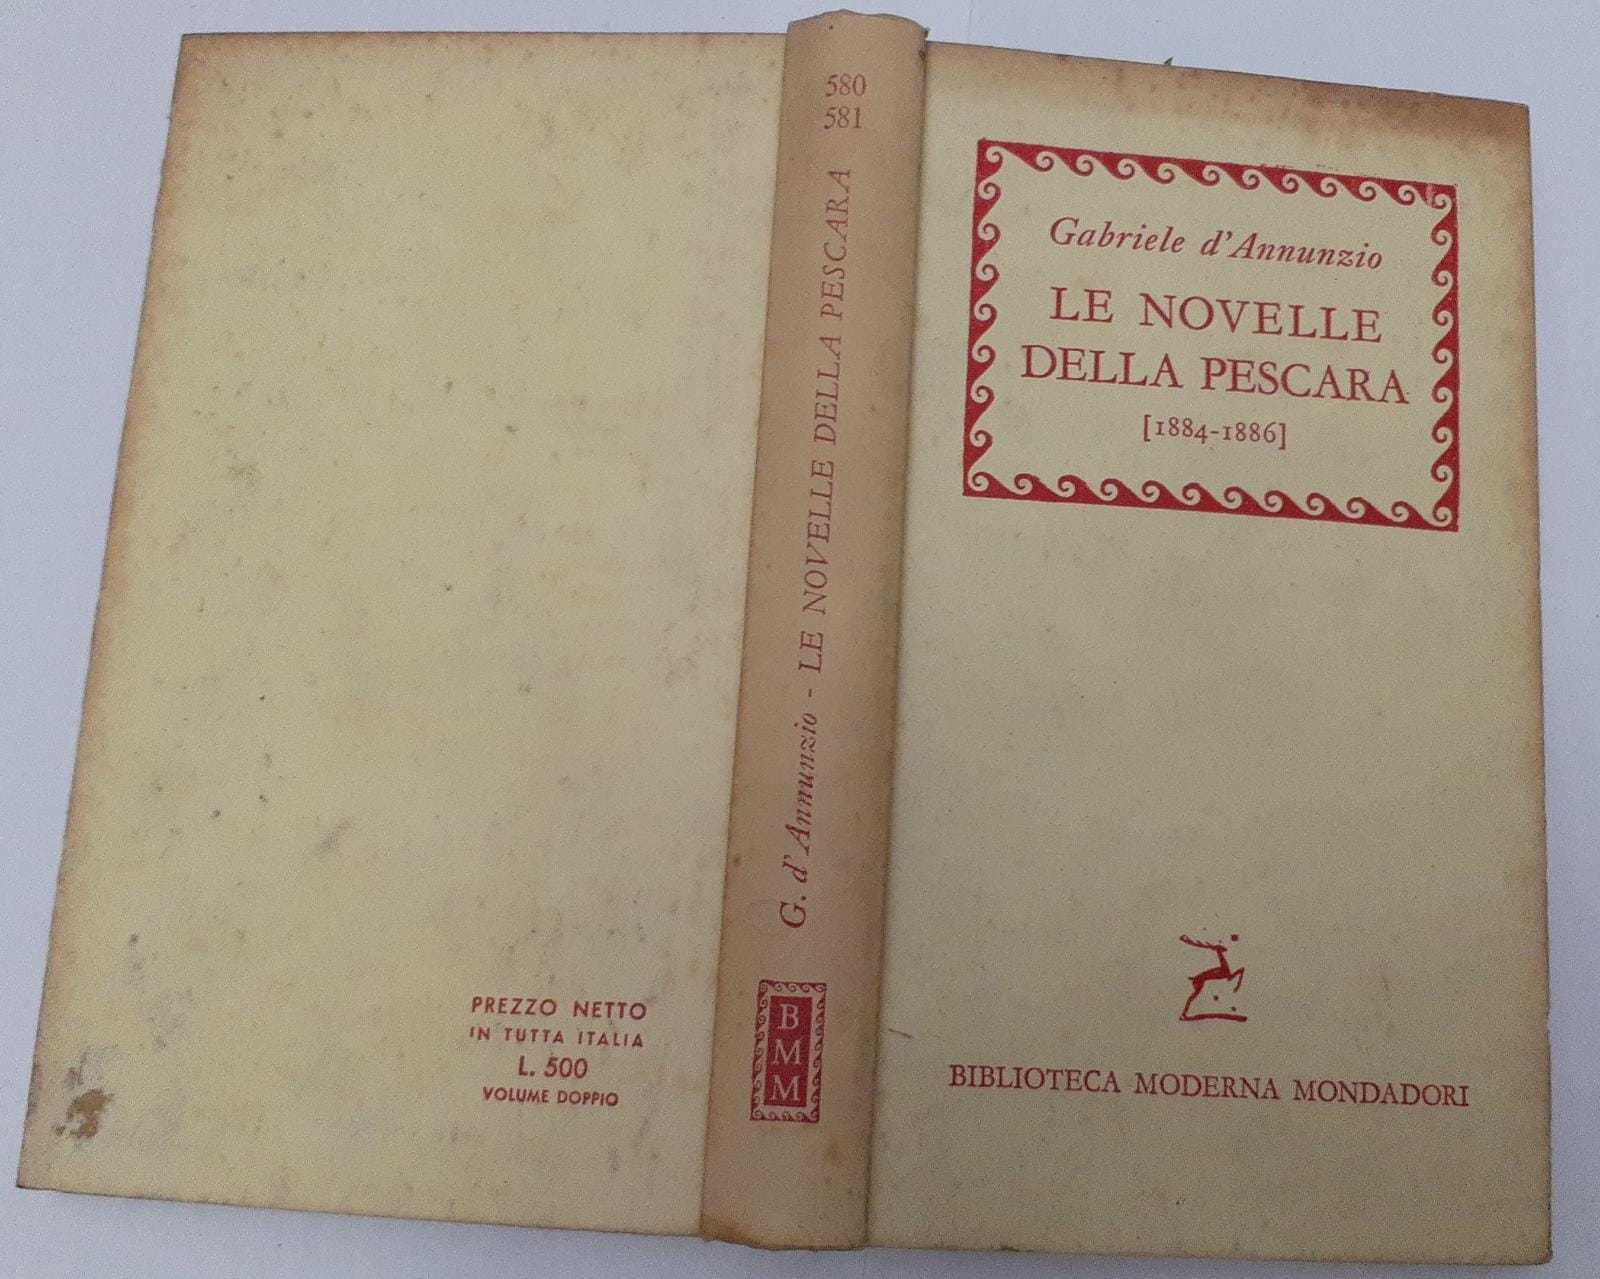 PREZZO NETTO
IN TUTTA ITALIA
L. 500
VOLUME DOPPIO
580
581
G. d'Annunzio - LE NOVELLE DELLA PESCARA
B
M
M
Gabriele d'Annunzio
LE NOVELLE
DELLA PESCARA
[1884-1886]
BIBLIOTECA MODERNA MONDADORI